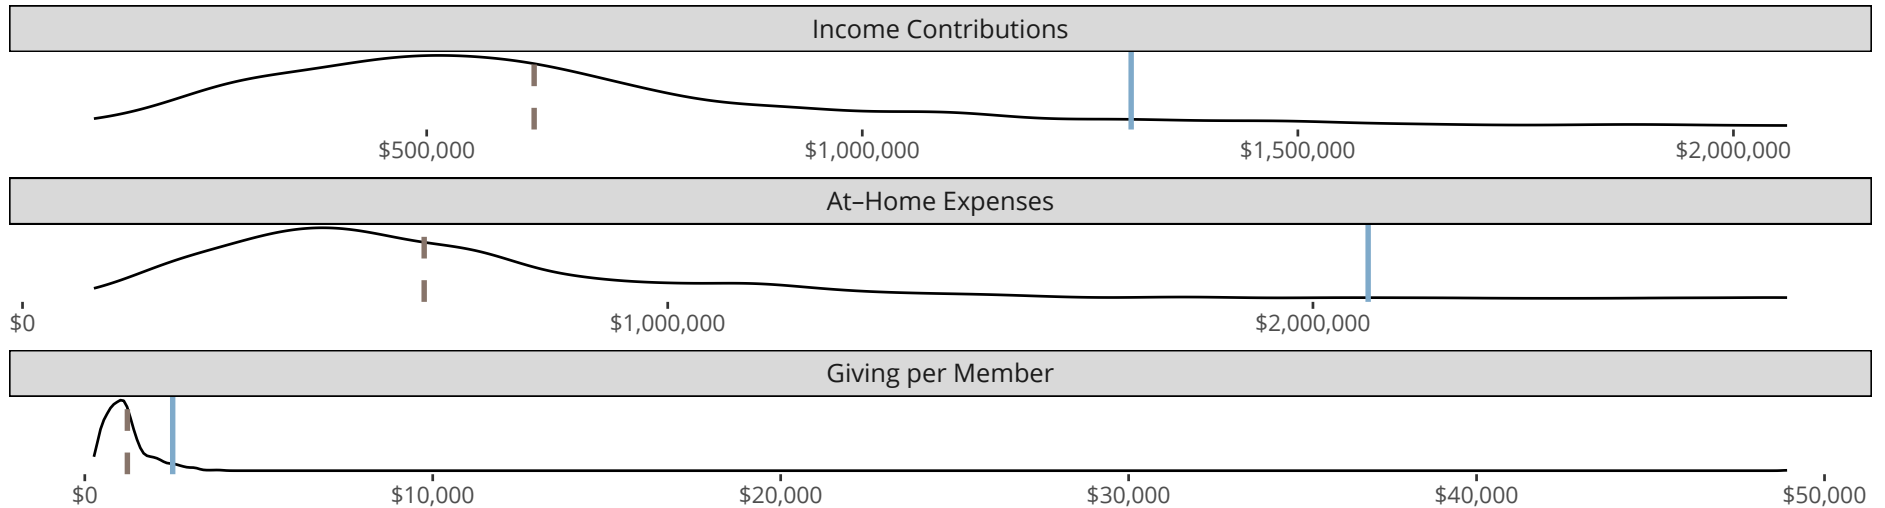 Income Contributions
$500,000 $1,000,000 $1,500,000 $2,000,000
At–Home Expenses
$0 $1,000,000 $2,000,000
Giving per Member
$0 $10,000 $20,000 $30,000 $40,000 $50,000